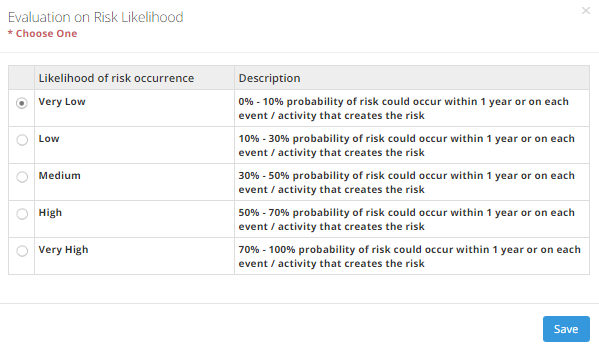 Evaluation on Risk Likelihood
×
* Choose One
Likelihood of risk occurrence
Description
Very Low
0% - 10% probability of risk could occur within 1 year or on each
event / activity that creates the risk
Low
10% - 30% probability of risk could occur within 1 year or on each
event / activity that creates the risk
Medium
30% - 50% probability of risk could occur within 1 year or on each
event / activity that creates the risk
High
50% - 70% probability of risk could occur within 1 year or on each
event / activity that creates the risk
Very High
70% - 100% probability of risk could occur within 1 year or on each
event / activity that creates the risk
Save